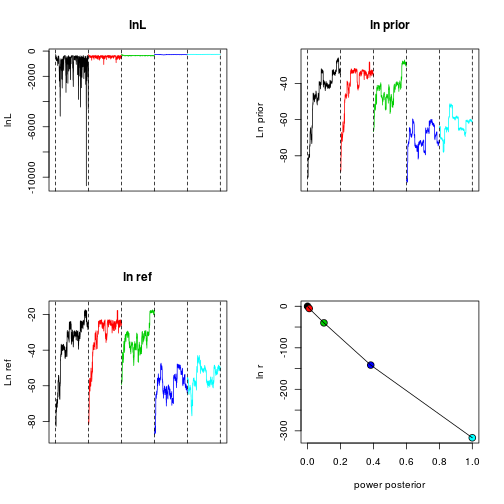 lnL
lnL
0
-2000
-6000
-10000
ln prior
Ln prior
-40
-60
-80
ln ref
Ln ref
-20
-40
-60
-80
ln r
0
-100
-200
-300
0.0 0.2 0.4 0.6 0.8 1.0
power posterior